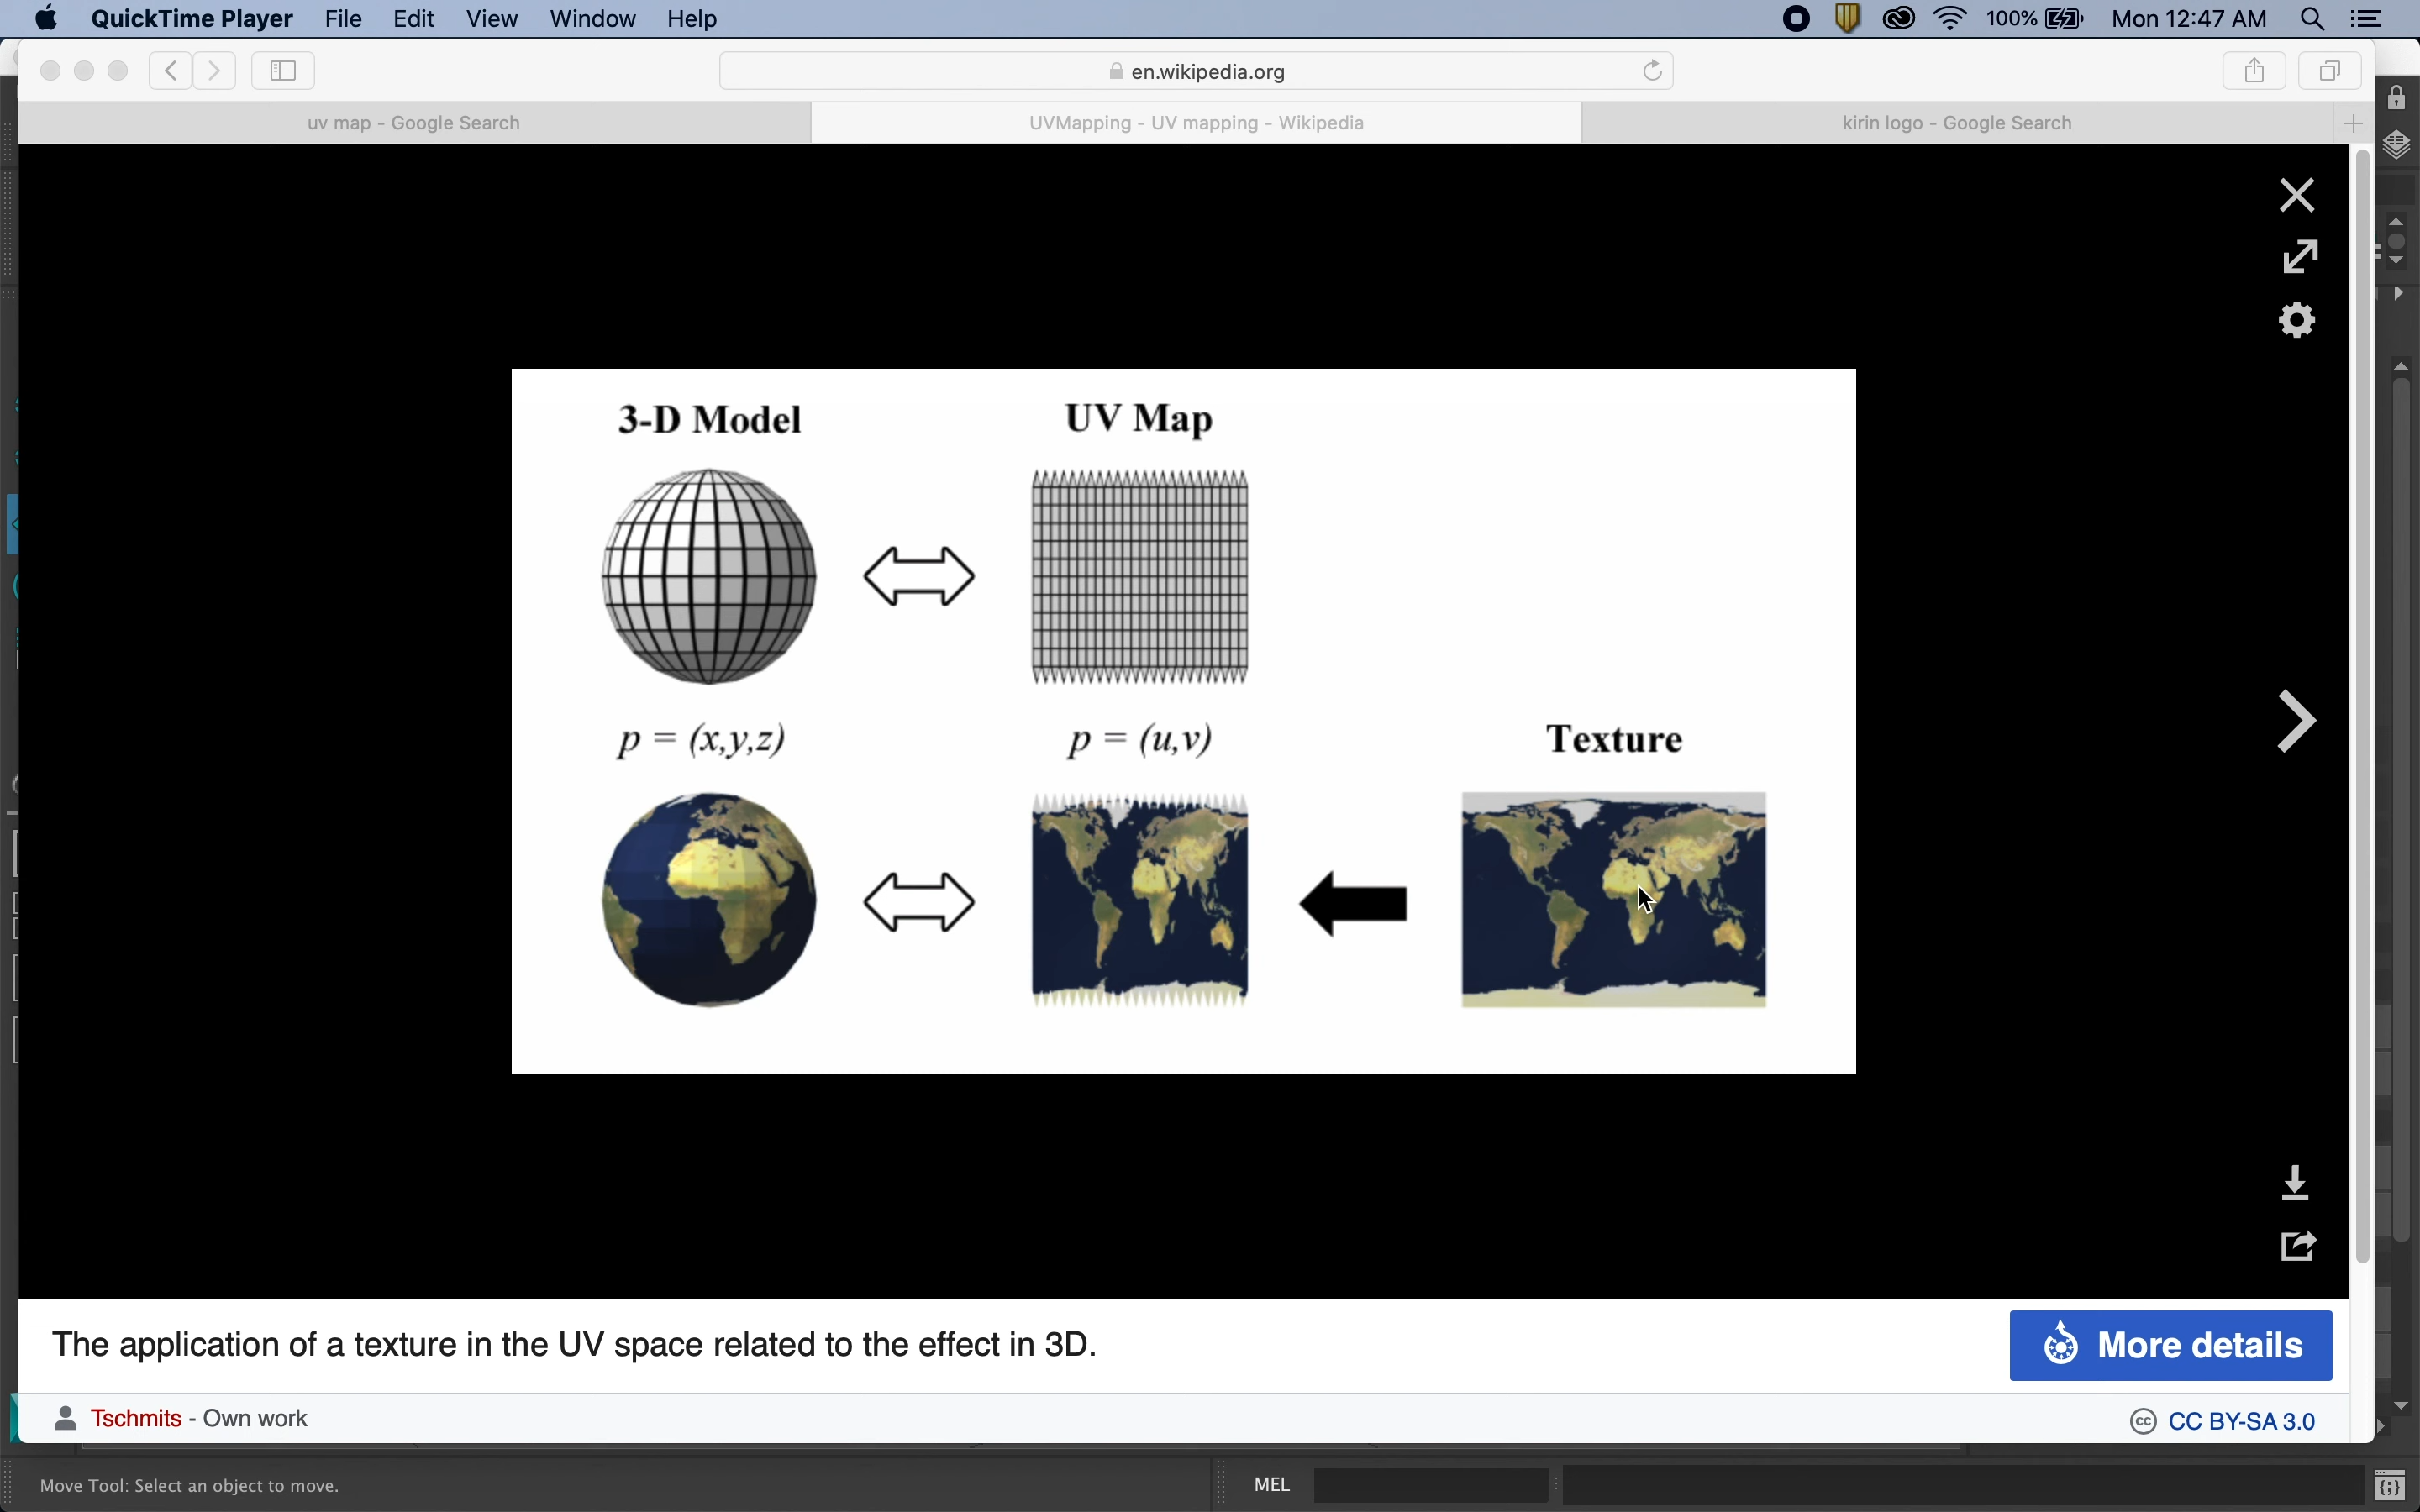 QuickTime Player File Edit View Window Help 100% Mon 12:47 AM
en.wikipedia.org
uv map - Google Search UVMapping - UV mapping - Wikipedia kirin logo - Google Search
3-D Model UV Map
p = (x,y,z) p = (u,v) Texture
The application of a texture in the UV space related to the effect in 3D. More details
Tschmits - Own work cc CC BY-SA 3.0
Move Tool: Select an object to move. MEL